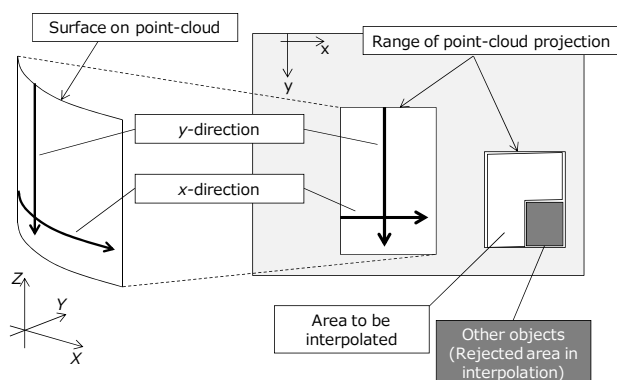 Surface on point-cloud
x
y
Range of point-cloud projection
y-direction
x-direction
Z
Y
X
Area to be
interpolated
Other objects
(Rejected area in
interpolation)